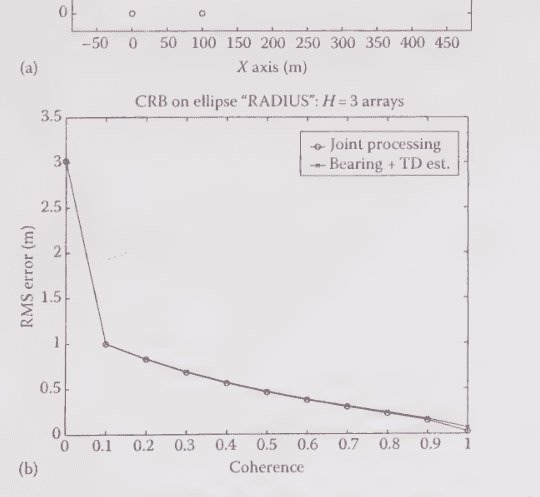 0
−50 0 50 100 150 200 250 300 350 400 450
(a)
X axis (m)
CRB on ellipse “RADIUS”: H = 3 arrays
3.5
3
2.5
2
1.5
1
0.5
0
RMS error (m)
Joint processing
Bearing + TD est.
0 0.1 0.2 0.3 0.4 0.5 0.6 0.7 0.8 0.9 1
(b)
Coherence